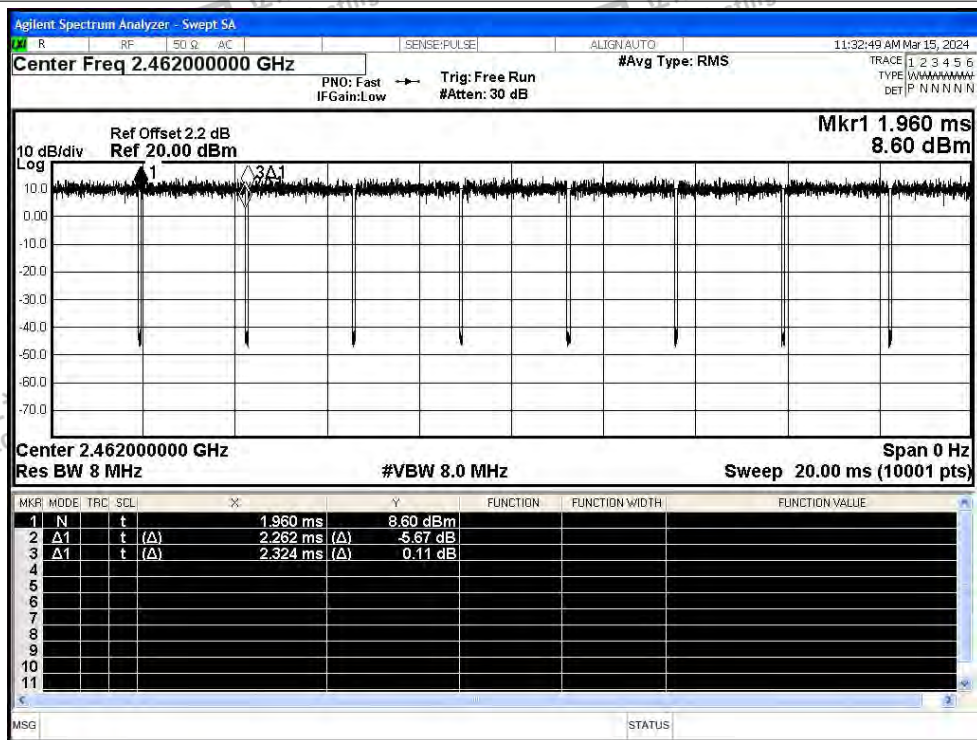 Agilent Spectrum Analyzer - Swept SA
R RF 50 Ω AC SENSE:PULSE ALIGN AUTO 11:32:49 AM Mar 15, 2024
Center Freq 2.462000000 GHz #Avg Type: RMS TRACE 1 2 3 4 5 6
PNO: Fast Trig: Free Run TYPE WWWWWW
IFGain:Low #Atten: 30 dB DET P N N N N N
Mkr1 1.960 ms
Ref Offset 2.2 dB
10 dB/div Ref 20.00 dBm 8.60 dBm
Log
1 3Δ1
10.0
0.00
-10.0
-20.0
-30.0
-40.0
-50.0
-60.0
-70.0
Center 2.462000000 GHz Span 0 Hz
Res BW 8 MHz #VBW 8.0 MHz Sweep 20.00 ms (10001 pts)
MKR MODE TRC SCL X Y FUNCTION FUNCTION WIDTH FUNCTION VALUE
1 N t 1.960 ms 8.60 dBm
2 Δ1 t (Δ) 2.262 ms (Δ) -5.67 dB
3 Δ1 t (Δ) 2.324 ms (Δ) 0.11 dB
4
5
6
7
8
9
10
11
MSG STATUS